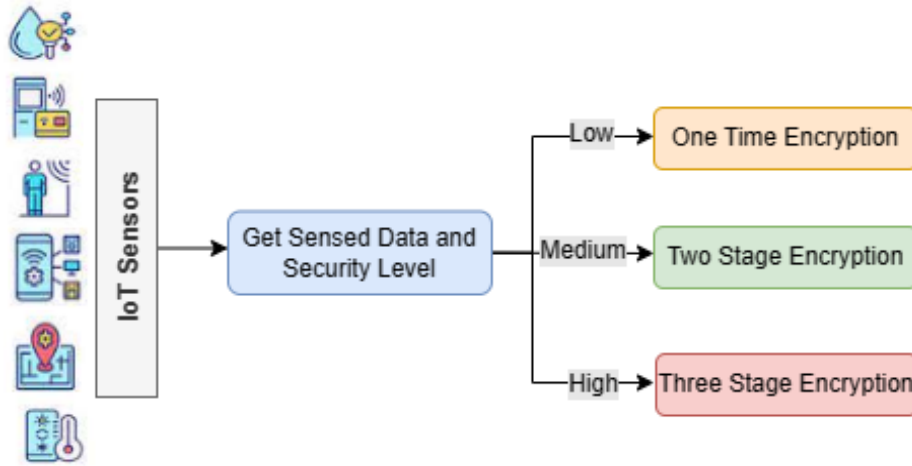 IoT Sensors
Get Sensed Data and
Security Level
Low
One Time Encryption
Medium
Two Stage Encryption
High
Three Stage Encryption